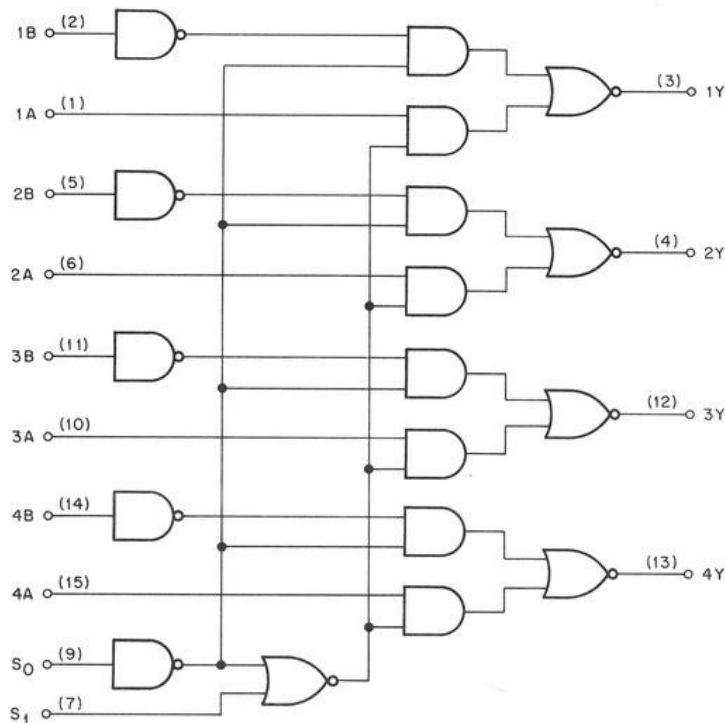 1B (2)
(3) 1Y
1A (1)
2B (5)
(4) 2Y
2A (6)
3B (11)
(12) 3Y
3A (10)
4B (14)
(13) 4Y
4A (15)
S0 (9)
S1 (7)